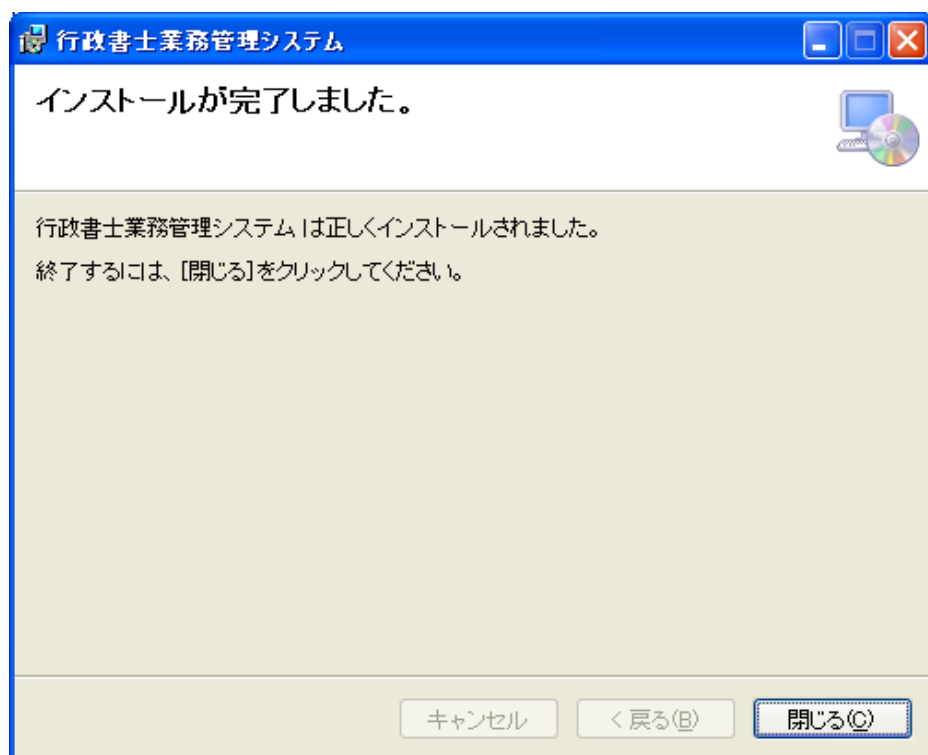 行政書士業務管理システム
インストールが完了しました。
行政書士業務管理システム は正しくインストールされました。
終了するには、[閉じる]をクリックしてください。
キャンセル
< 戻る(B)
閉じる(C)